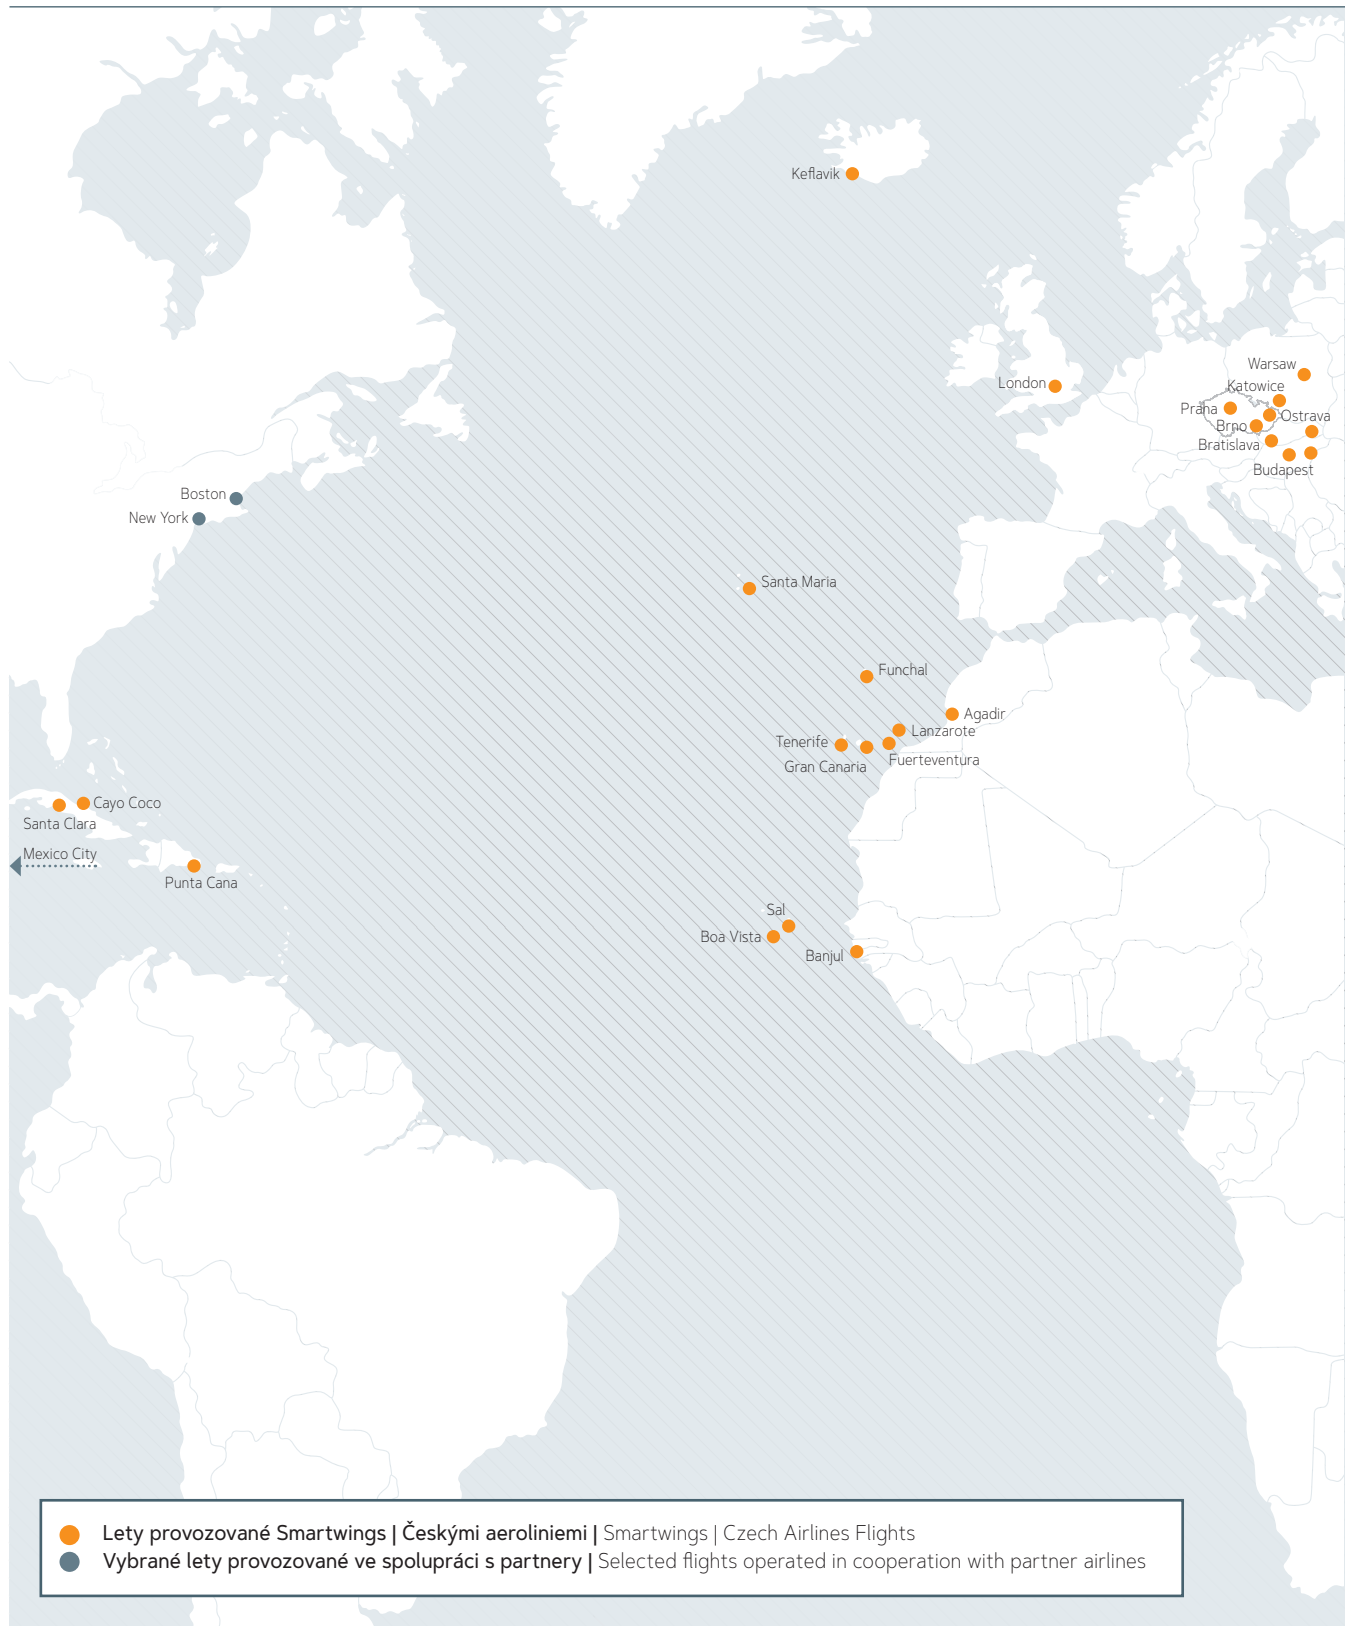 Keflavik
Warsaw
London
Katowice
Praha
Ostrava
Brno
Bratislava
Budapest
Boston
New York
Santa Maria
Funchal
Agadir
Lanzarote
Tenerife
Fuerteventura
Gran Canaria
Cayo Coco
Santa Clara
Mexico City
Punta Cana
Sal
Boa Vista
Banjul
Lety provozované Smartwings | Českými aeroliniemi | Smartwings | Czech Airlines Flights
Vybrané lety provozované ve spolupráci s partnery | Selected flights operated in cooperation with partner airlines